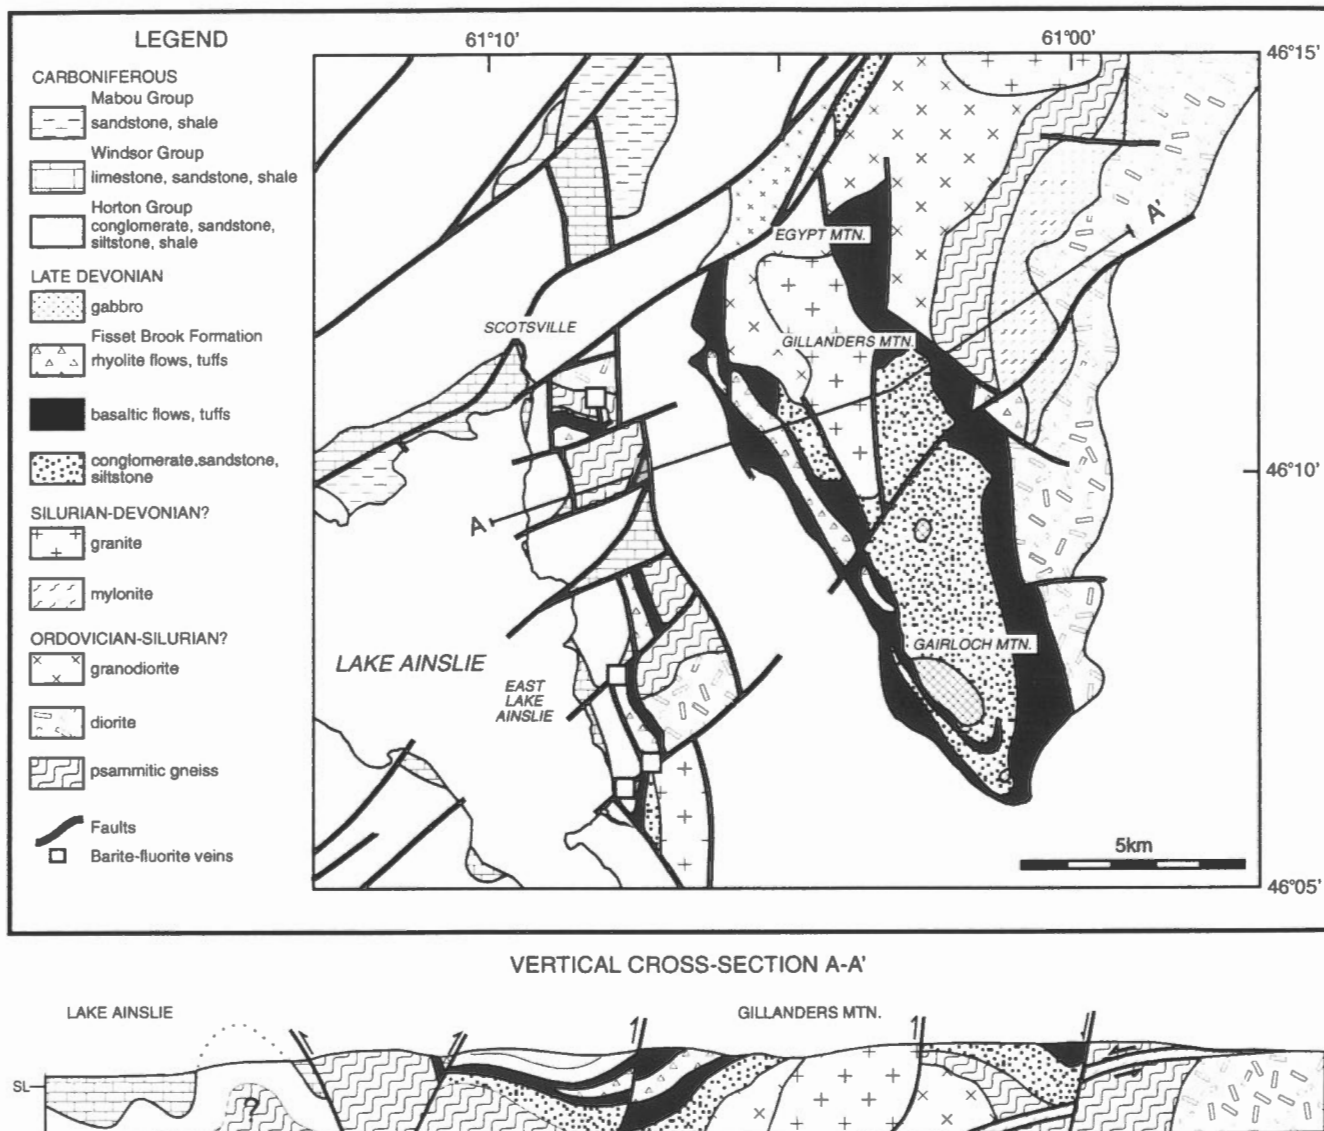 LEGEND
CARBONIFEROUS
Mabou Group
sandstone, shale
Windsor Group
limestone, sandstone, shale
Horton Group
conglomerate, sandstone,
siltstone, shale
LATE DEVONIAN
gabbro
Fisset Brook Formation
rhyolite flows, tuffs
basaltic flows, tuffs
conglomerate,sandstone,
siltstone
SILURIAN-DEVONIAN?
granite
mylonite
ORDOVICIAN-SILURIAN?
granodiorite
diorite
psammitic gneiss
Faults
Barite-fluorite veins
61°10'
61°00'
46°15'
EGYPT MTN.
A'
SCOTSVILLE
GILLANDERS MTN.
46°10'
A
GAIRLOCH MTN.
LAKE AINSLIE
EAST
LAKE
AINSLIE
5km
46°05'
VERTICAL CROSS-SECTION A-A'
LAKE AINSLIE
GILLANDERS MTN.
SL
?